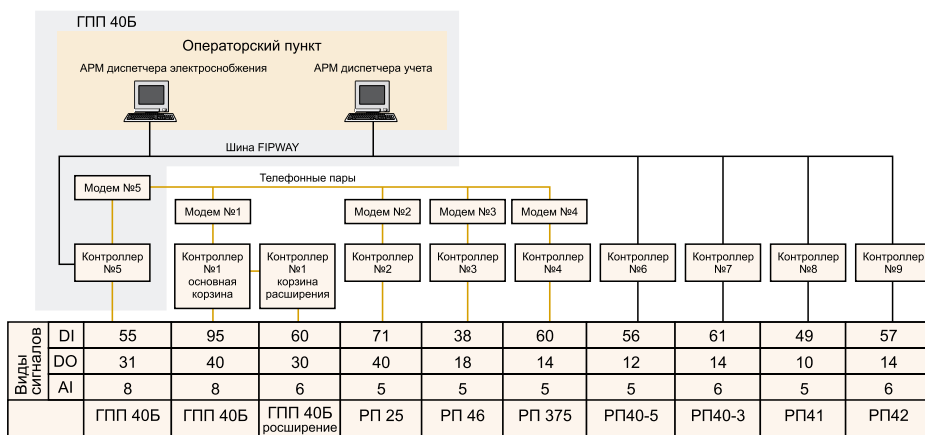 ГПП 40Б
Операторский пункт
АРМ диспетчера электроснобжения
АРМ диспетчера учета
Шина FIPWAY
Телефонные пары
Модем №5
Модем №1
Модем №2
Модем №3
Модем №4
Контроллер
№5
Контроллер
№1
основная
корзина
Контроллер
№1
корзина
расширения
Контроллер
№2
Контроллер
№3
Контроллер
№4
Контроллер
№6
Контроллер
№7
Контроллер
№8
Контроллер
№9
Виды
сигналов
DI 55 95 60 71 38 60 56 61 49 57
DO 31 40 30 40 18 14 12 14 10 14
AI 8 8 6 5 5 5 5 6 5 6
ГПП 40Б ГПП 40Б ГПП 40Б РП 25 РП 46 РП 375 РП40-5 РП40-3 РП41 РП42
росширение